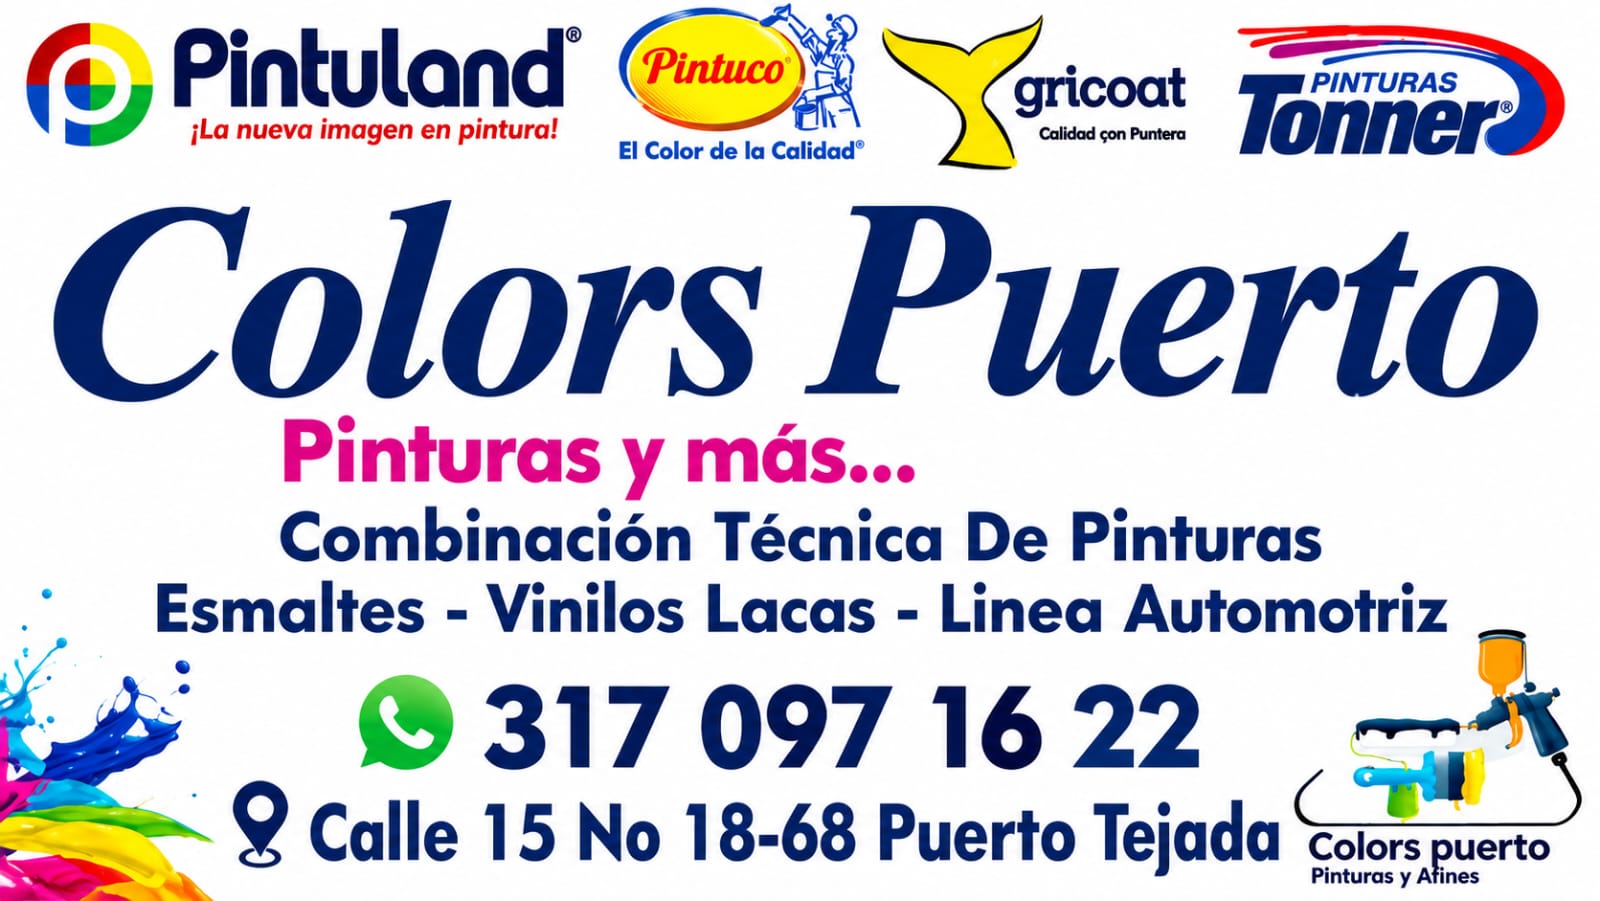 Pintuland®
¡La nueva imagen en pintura!
Pintuco®
El Color de la Calidad®
gricoat
Calidad çon Puntera
PINTURAS
Tonner®
Colors Puerto
Pinturas y más...
Combinación Técnica De Pinturas
Esmaltes - Vinilos Lacas - Linea Automotriz
317 097 16 22
Calle 15 No 18-68 Puerto Tejada
Colors puerto
Pinturas y Afines